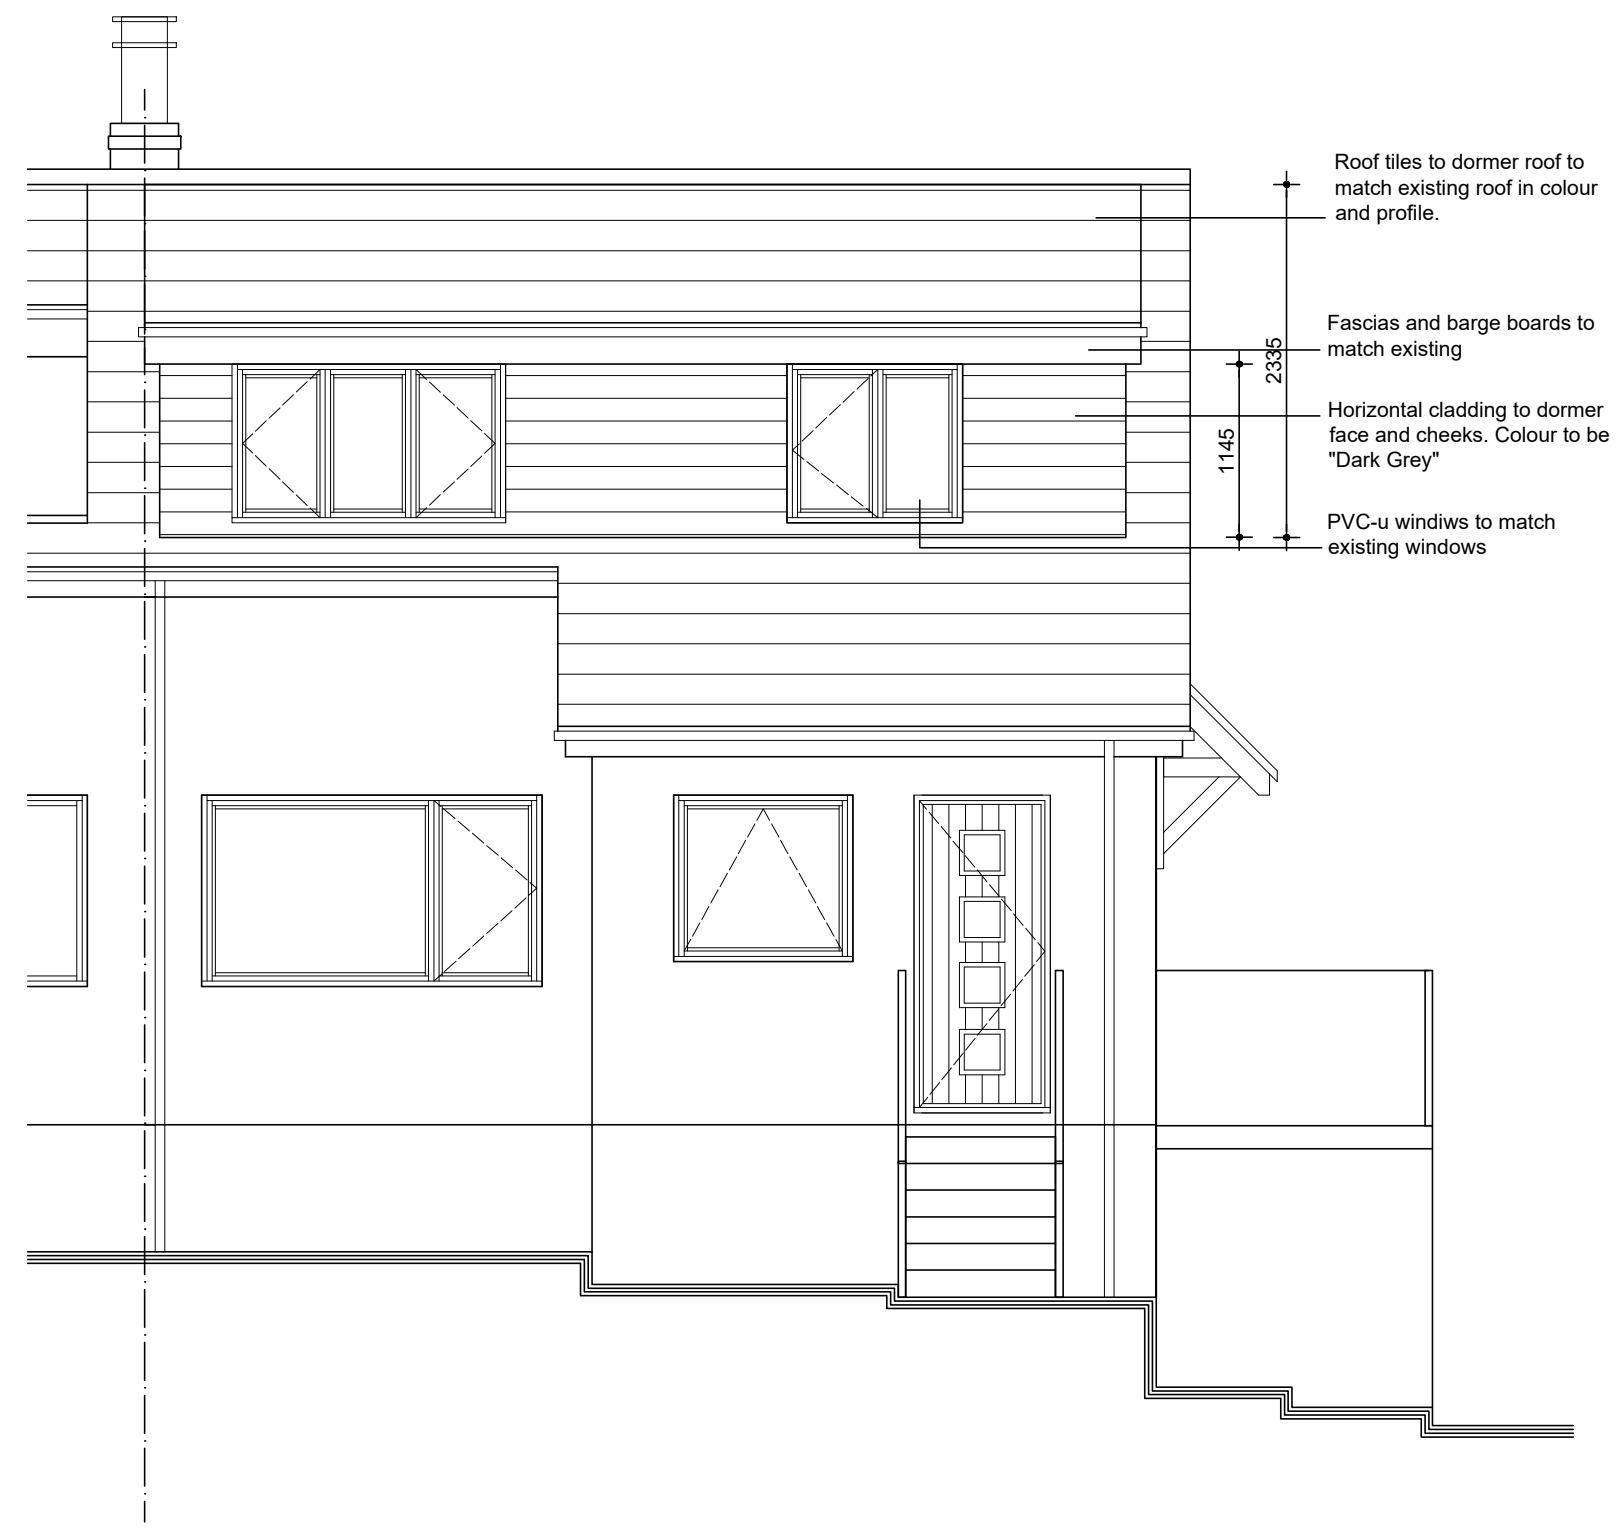 Roof tiles to dormer roof to
match existing roof in colour
and profile.
Fascias and barge boards to
match existing
2335
Horizontal cladding to dormer
face and cheeks. Colour to be
"Dark Grey"
1145
PVC-u windiws to match
existing windows